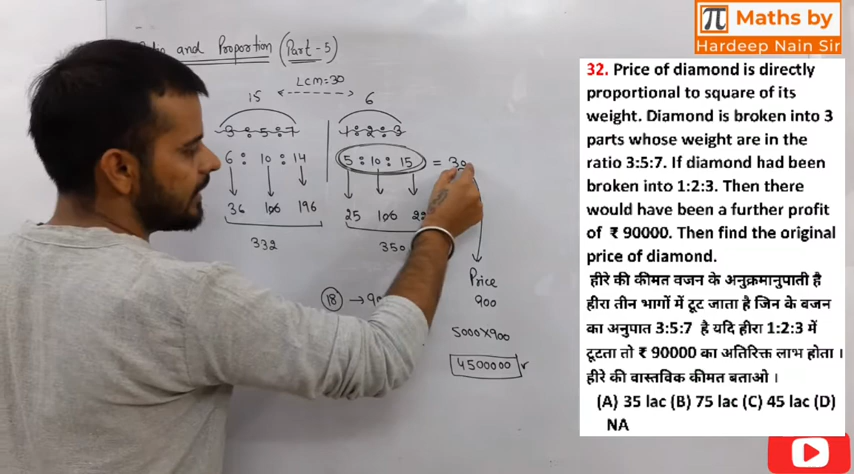 and Proportion (Part-5)
LCM=30
15
6
3:5:7
1:2:3
6:10:14
5:10:15 = 30
36 100 196
25 100
332
350
Price
900
18 →
5000×900
4500000
π Maths by
Hardeep Nain Sir
32. Price of diamond is directly
proportional to square of its
weight. Diamond is broken into 3
parts whose weight are in the
ratio 3:5:7. If diamond had been
broken into 1:2:3. Then there
would have been a further profit
of ₹ 90000. Then find the original
price of diamond.
हीरे की कीमत वजन के अनुक्रमानुपाती है
हीरा तीन भागों में टूट जाता है जिन के वजन
का अनुपात 3:5:7 है यदि हीरा 1:2:3 में
टूटता तो ₹ 90000 का अतिरिक्त लाभ होता ।
हीरे की वास्तविक कीमत बताओ ।
(A) 35 lac (B) 75 lac (C) 45 lac (D)
NA